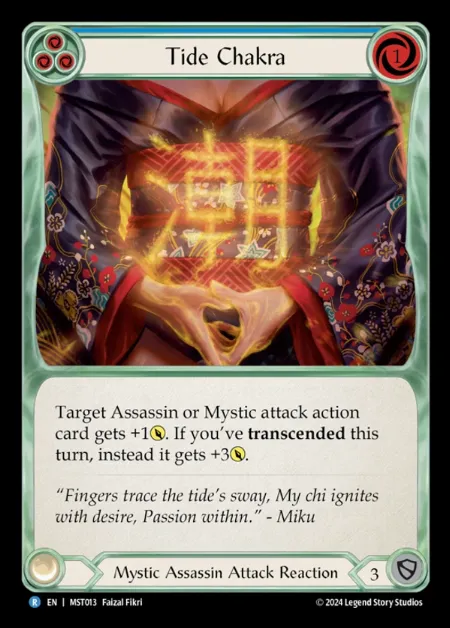 Tide Chakra
1
潮
Target Assassin or Mystic attack action
card gets +1. If you've transcended this
turn, instead it gets +3.
"Fingers trace the tide's sway, My chi ignites
with desire, Passion within." - Miku
Mystic Assassin Attack Reaction
3
R EN | MST013 Faizal Fikri
© 2024 Legend Story Studios